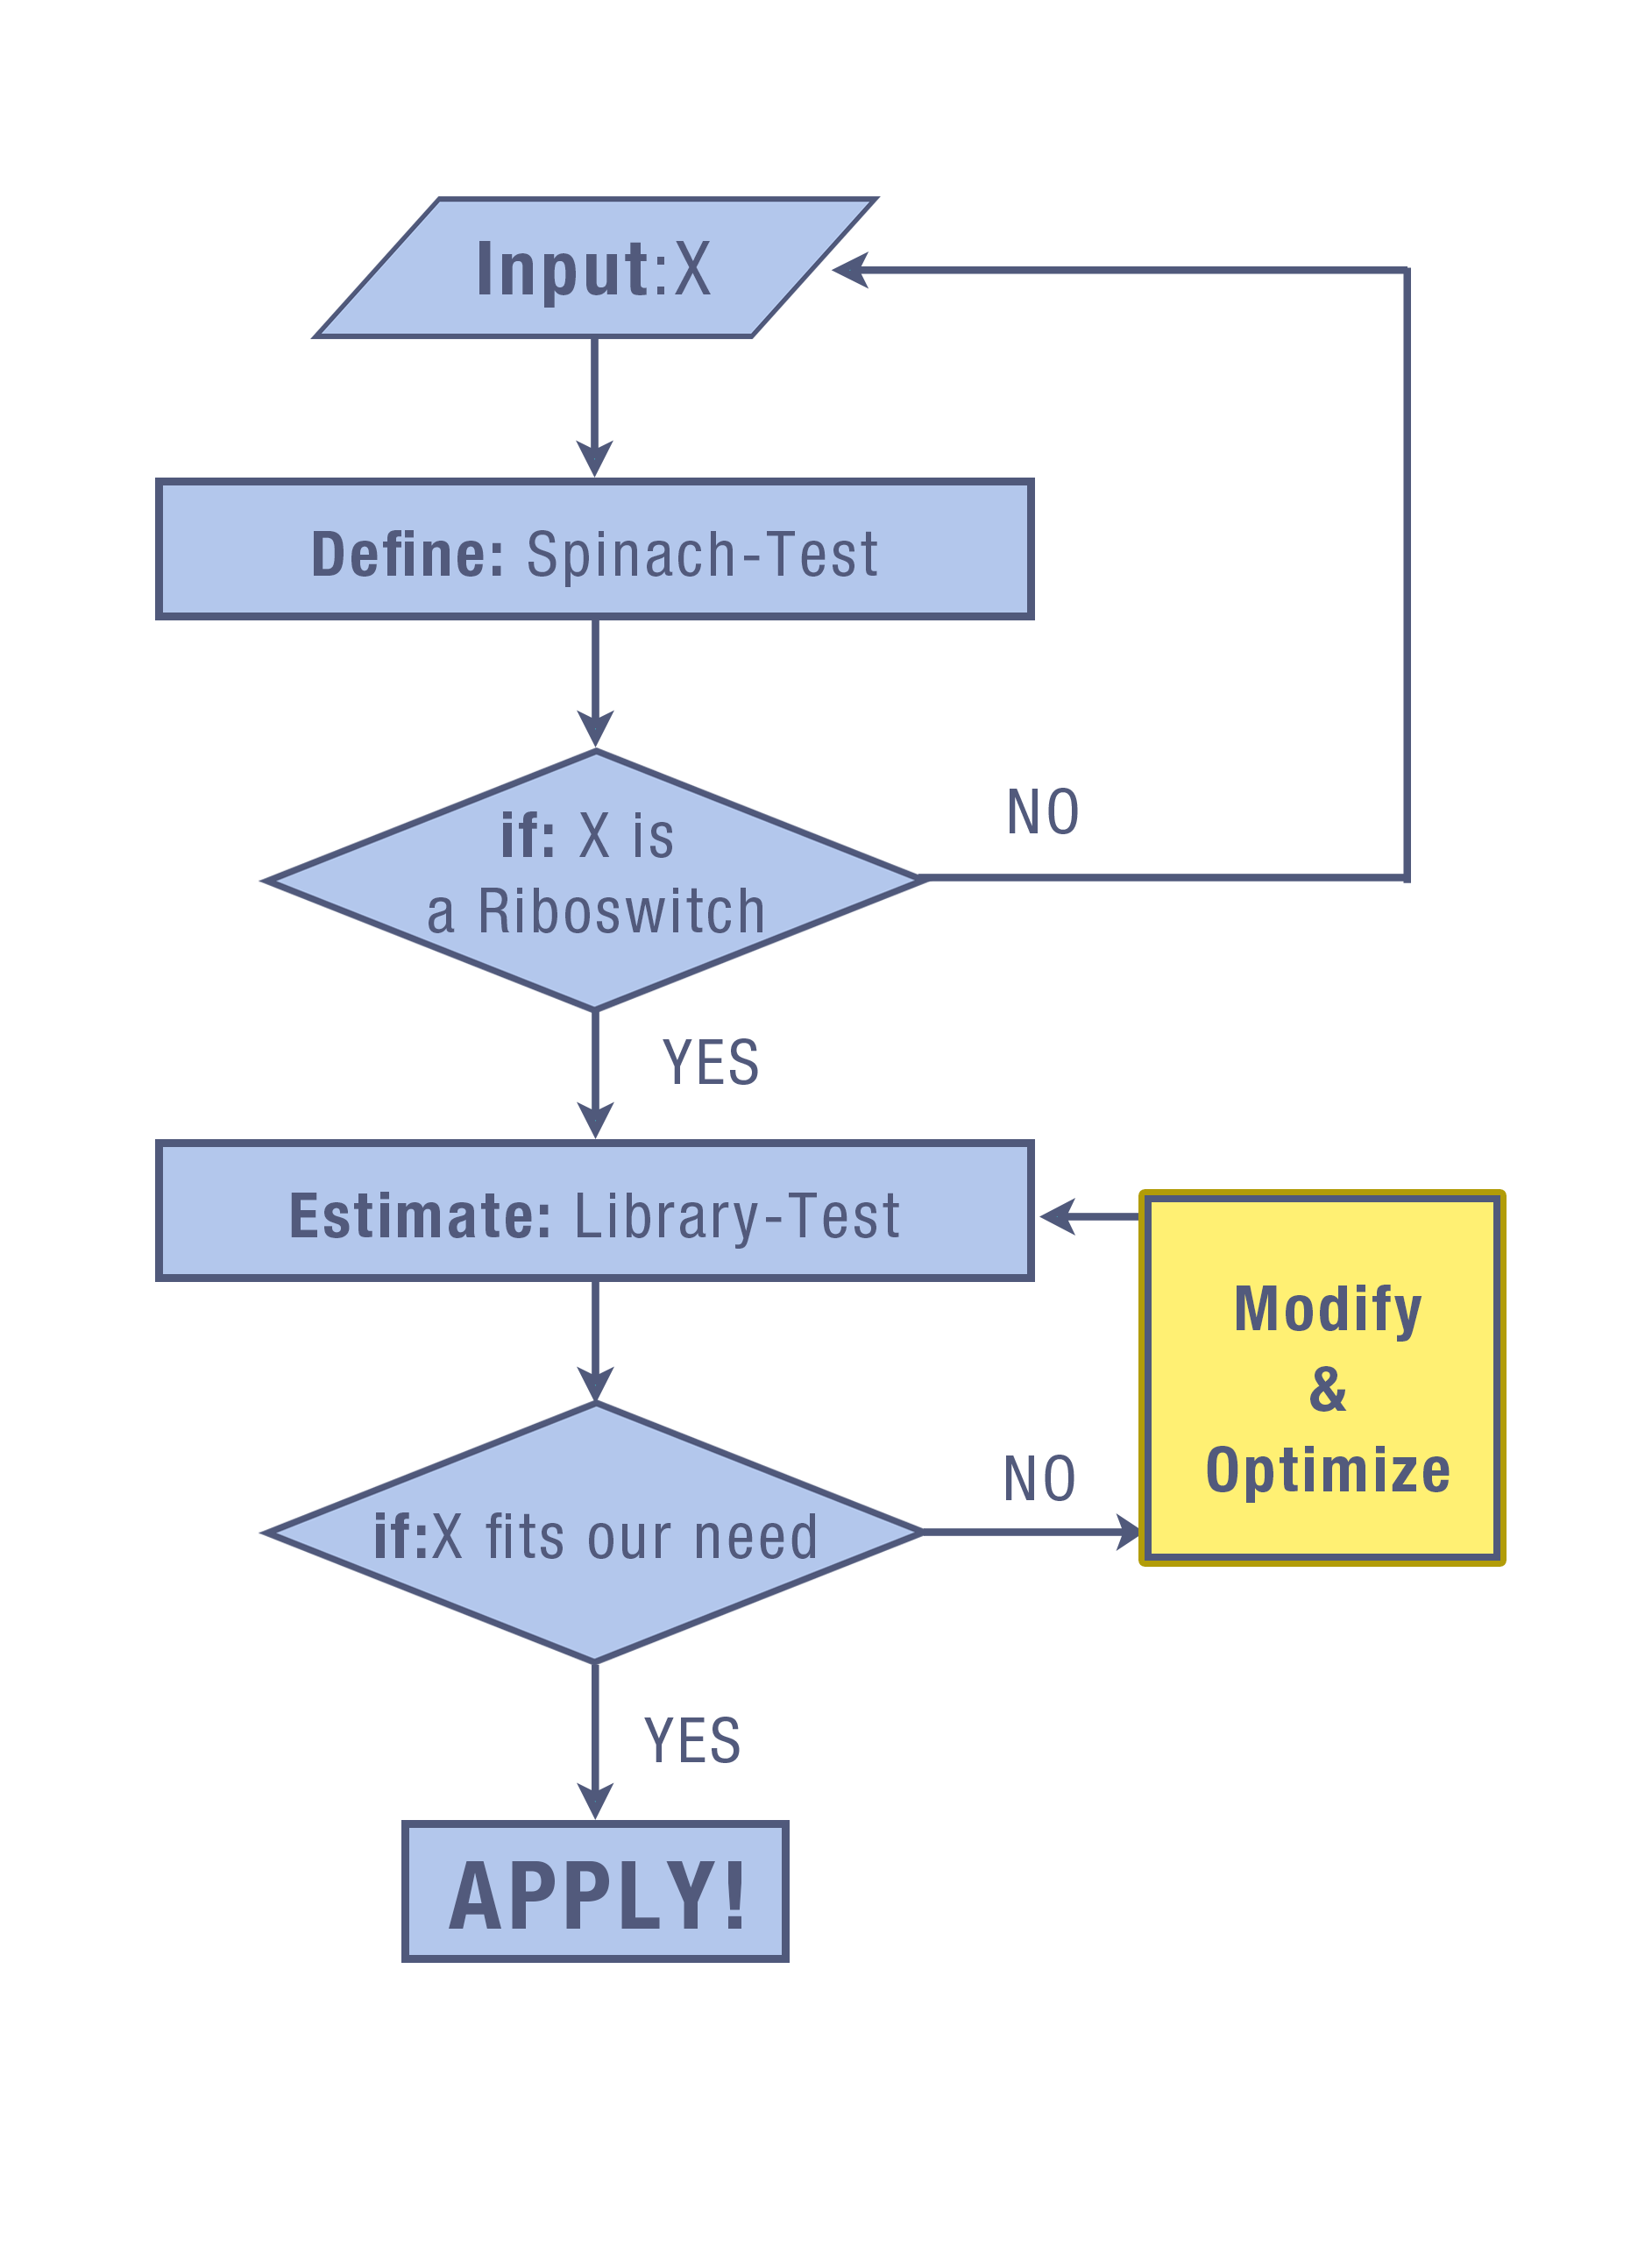 Input:X
Define: Spinach-Test
if: X is
a Riboswitch
NO
YES
Estimate: Library-Test
Modify
&
Optimize
if:X fits our need
NO
YES
APPLY!